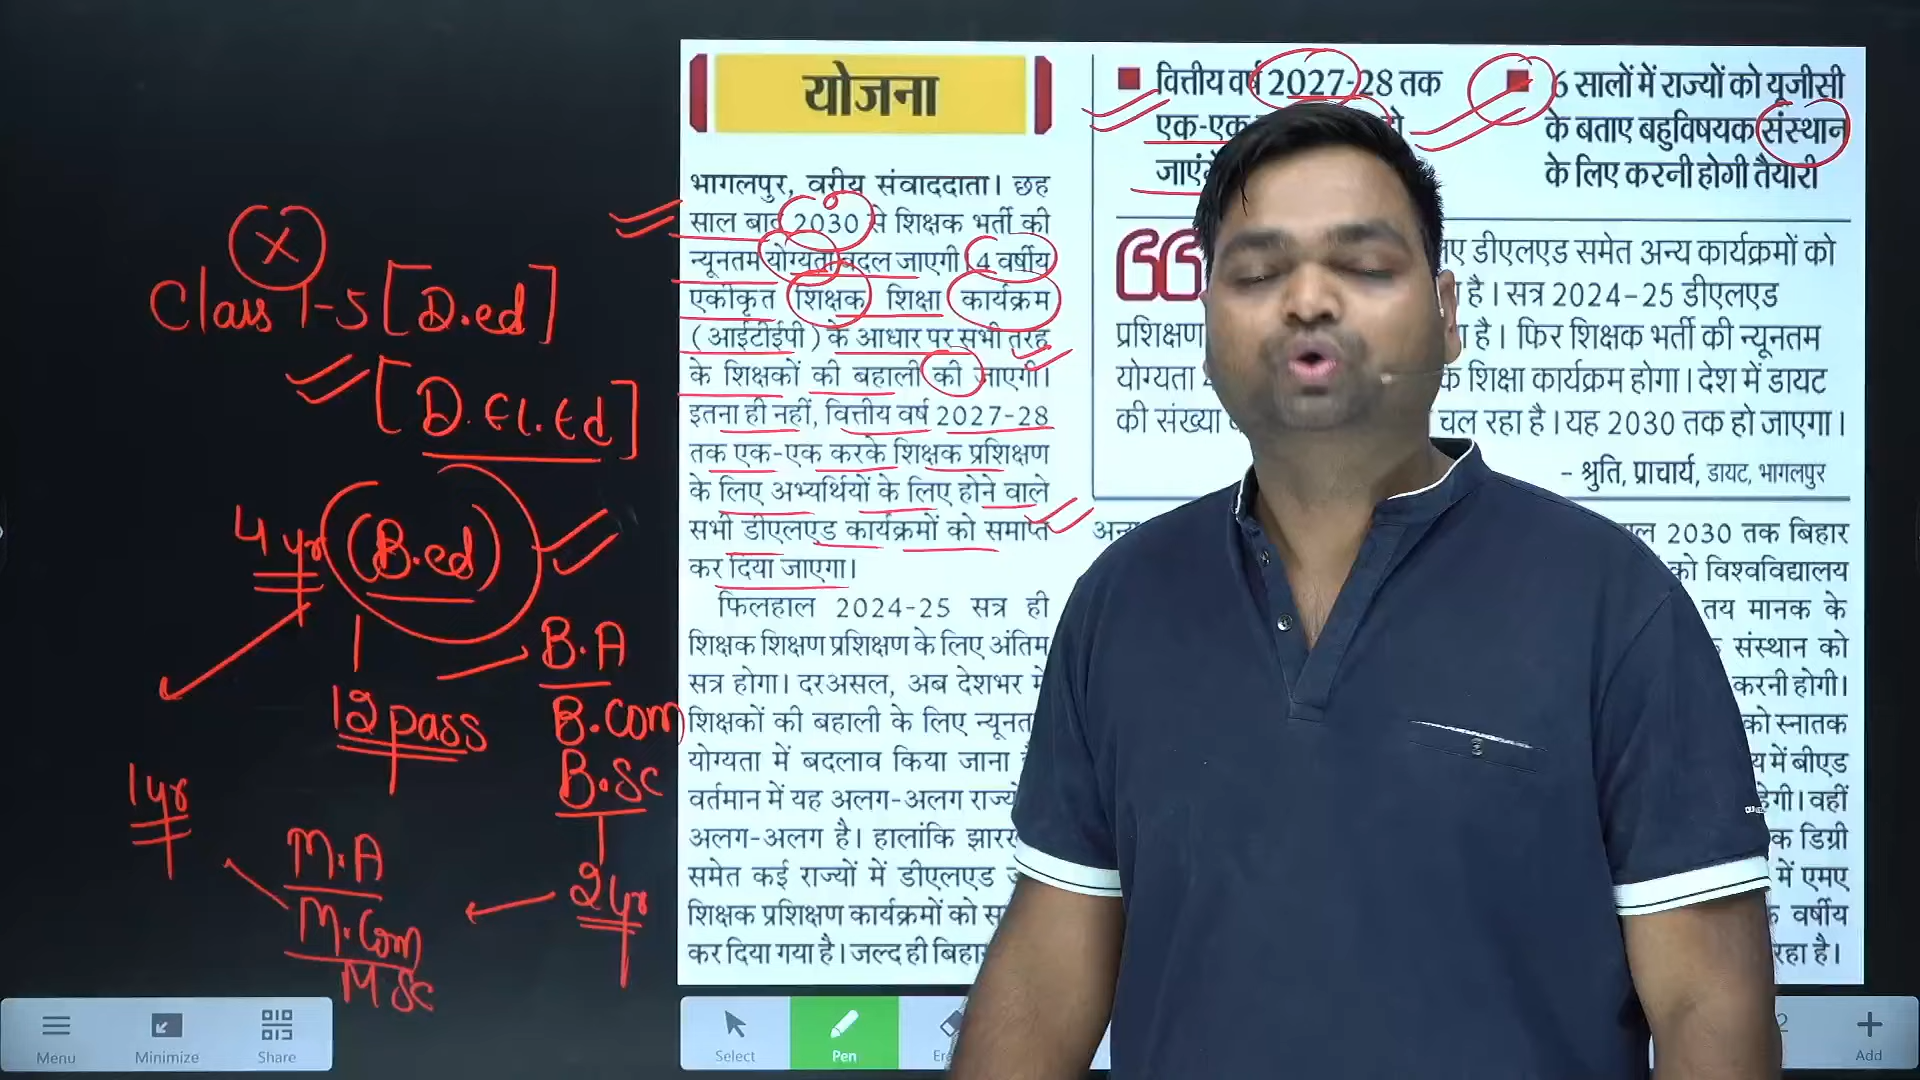 Class 1-5 [D.ed]
X
[D.El.Ed]
4 yr (B.ed)
12 pass
B.A
B.com
B.sc
2 yr
1 yr
M.A
M.com
M sc
योजना
भागलपुर, वरीय संवाददाता। छह
साल बाद 2030 से शिक्षक भर्ती की
न्यूनतम योग्यता बदल जाएगी 4 वर्षीय
एकीकृत शिक्षक शिक्षा कार्यक्रम
(आईटीईपी) के आधार पर सभी तरह
के शिक्षकों की बहाली की जाएगी।
इतना ही नहीं, वित्तीय वर्ष 2027-28
तक एक-एक करके शिक्षक प्रशिक्षण
के लिए अभ्यर्थियों के लिए होने वाले
सभी डीएलएड कार्यक्रमों को समाप्त
कर दिया जाएगा।
फिलहाल 2024-25 सत्र ही
शिक्षक शिक्षण प्रशिक्षण के लिए अंतिम
सत्र होगा। दरअसल, अब देशभर में
शिक्षकों की बहाली के लिए
योग्यता में बदलाव किया जाना
वर्तमान में यह अलग-अलग
अलग-अलग है। हालांकि
समेत कई राज्यों में डीएलएड
शिक्षक प्रशिक्षण कार्यक्रमों को
कर दिया गया है। जल्द ही
वित्तीय वर्ष 2027-28 तक
एक-एक
6 सालों में राज्यों को यूजीसी
के बताए बहुविषयक संस्थान
के लिए करनी होगी तैयारी
डीएलएड समेत अन्य कार्यक्रमों को
है। सत्र 2024-25 डीएलएड
प्रशिक्षण है। फिर शिक्षक भर्ती की न्यूनतम
योग्यता के शिक्षा कार्यक्रम होगा। देश में डायट
की संख्या चल रहा है। यह 2030 तक हो जाएगा।
- श्रुति, प्राचार्य, डायट, भागलपुर
2030 तक बिहार
को विश्वविद्यालय
तय मानक के
संस्थान को
करनी होगी।
को स्नातक
में बीएड
वहीं
डिग्री
में एमए
वर्षीय
रहा है।
Menu
Minimize
Share
Select
Pen
Add